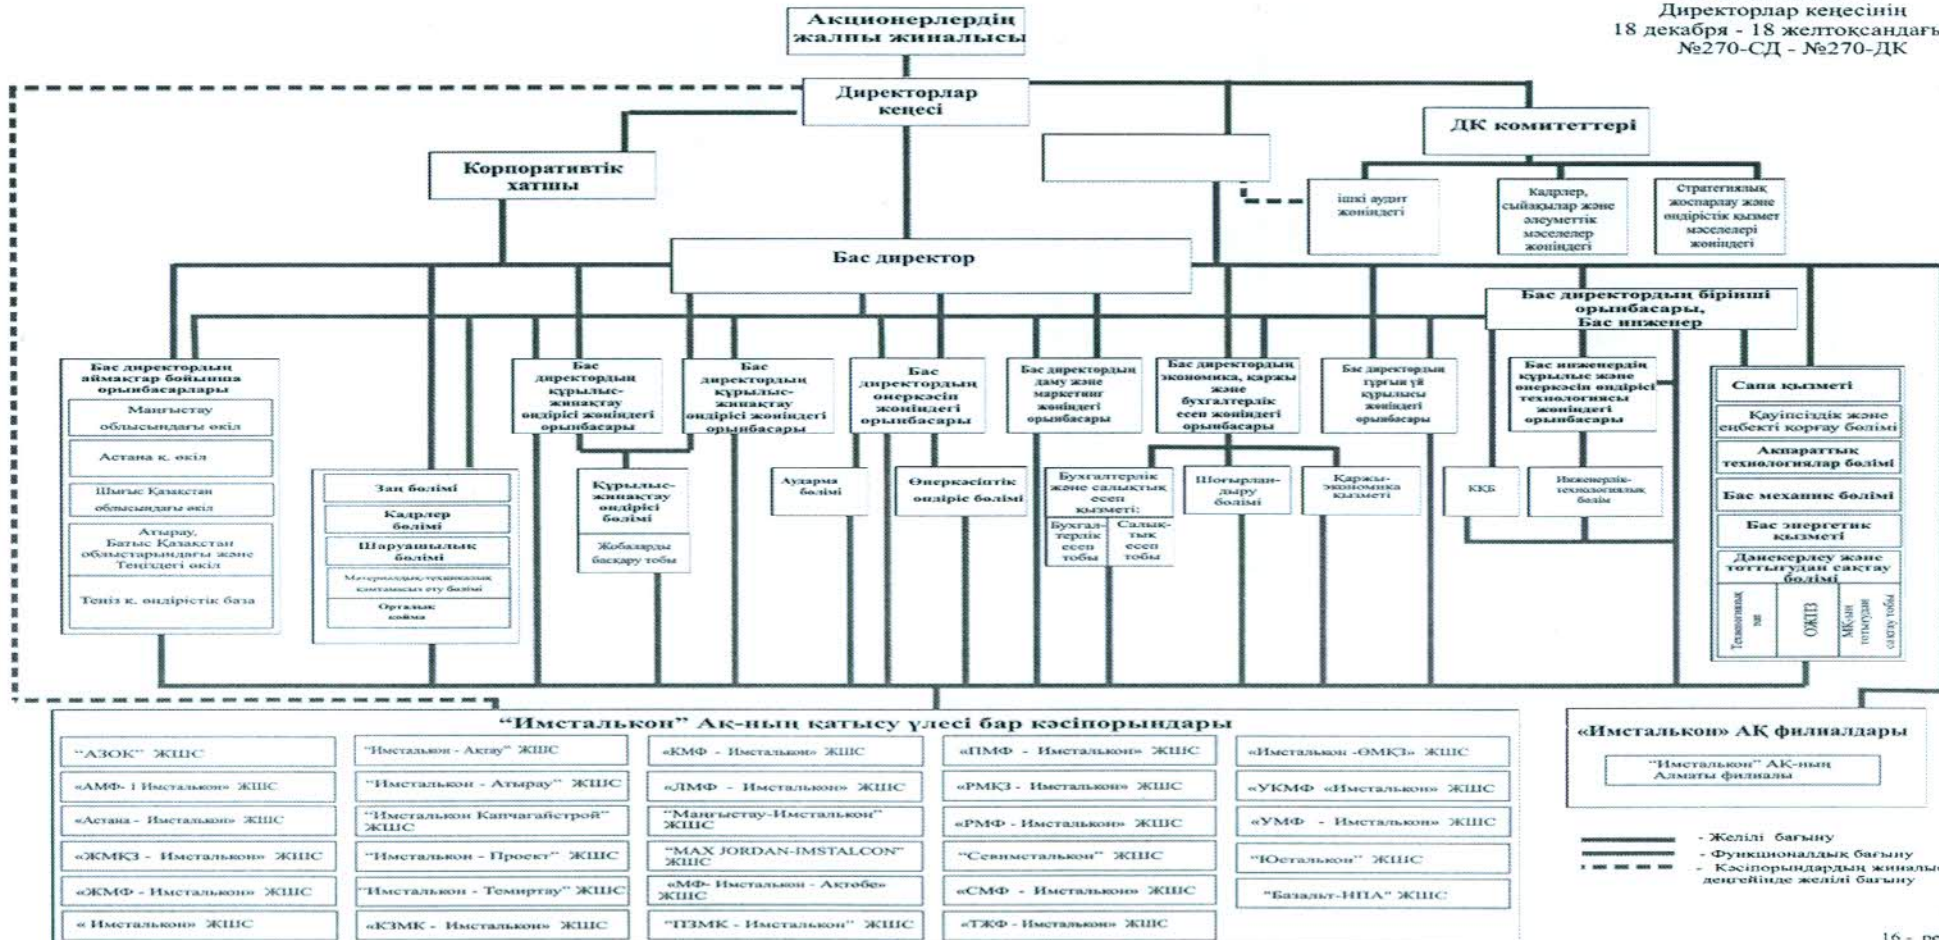 Директорлар кеңесінің
18 декабря - 18 желтоқсандағы
№270-СД - №270-ДК
Акционерлердің
жалпы жиналысы
Директорлар
кеңесі
ДК комитеттері
Корпоративтік
хатшы
ішкі аудит
жөніндегі
Кадрлер,
сыйақылар және
әлеуметтік
мәселелер
жөніндегі
Стратегиялық
жоспарлау және
өндірістік қызмет
мәселелері
жөніндегі
Бас директор
Бас директордың бірінші
орынбасары,
Бас инженер
Бас директордың
аймақтар бойынша
орынбасарлары
Маңғыстау
облысындағы өкіл
Астана қ. өкіл
Шығыс Қазақстан
облысындағы өкіл
Атырау,
Батыс Қазақстан
облыстарындағы және
Теңіздегі өкіл
Теңіз қ. өндірістік база
Заң бөлімі
Кадрлер
бөлімі
Шаруашылық
бөлімі
Материалдық-техникалық
қамтамасыз ету бөлімі
Орталық
қойма
Бас
директордың
құрылыс-
жинақтау
өндірісі жөніндегі
орынбасары
Бас
директордың
құрылыс-
жинақтау
өндірісі жөніндегі
орынбасары
Құрылыс-
жинақтау
өндірісі
бөлімі
Жобаларды
басқару тобы
Бас
директордың
өнеркәсіп
жөніндегі
орынбасары
Аударма
бөлімі
Өнеркәсіптік
өндіріс бөлімі
Бас директордың
даму және
маркетинг
жөніндегі
орынбасары
Бас директордың
экономика, қаржы
және
бухгалтерлік
есеп жөніндегі
орынбасары
Бухгалтерлік
және салықтық
есеп
қызметі:
Бухгал-
терлік
есеп
тобы
Салық-
тық
есеп
тобы
Шоғырлан-
дыру
бөлімі
Қаржы-
экономика
қызметі
Бас директордың
тұрғын үй
құрылысы
жөніндегі
орынбасары
Бас инженердің
құрылыс және
өнеркәсіп өндірісі
технологиясы
жөніндегі
орынбасары
ККБ
Инженерлік-
технологиялық
бөлім
Сапа қызметі
Қауіпсіздік және
еңбекті қорғау бөлімі
Ақпараттық
технологиялар бөлімі
Бас механик бөлімі
Бас энергетик
қызметі
Дәнекерлеу және
тоттығудан сақтау
бөлімі
Технологиялық
топ
ОЖПЗ
МҚ-ын
тотығудан
сақтау тобы
"Имсталькон" Ақ-ның қатысу үлесі бар кәсіпорындары
"АЗОК" ЖШС
«АМФ- 1 Имсталькон» ЖШС
«Астана - Имсталькон» ЖШС
«ЖМКЗ - Имсталькон» ЖШС
«ЖМФ - Имсталькон» ЖШС
« Имсталькон» ЖШС
"Имсталькон - Ақтау" ЖШС
"Имсталькон - Атырау" ЖШС
"Имсталькон Капчагайстрой"
ЖШС
"Имсталькон - Проект" ЖШС
"Имсталькон - Темиртау" ЖШС
«КЗМК - Имсталькон» ЖШС
«КМФ - Имсталькон» ЖШС
«ЛМФ - Имсталькон» ЖШС
"Маңғыстау-Имсталькон"
ЖШС
"MAX JORDAN-IMSTALCON"
ЖШС
«МФ- Имсталькон - Ақтөбе»
ЖШС
"ПЗМК - Имсталькон" ЖШС
«ПМФ - Имсталькон» ЖШС
«РМКЗ - Имсталькон» ЖШС
«РМФ - Имсталькон» ЖШС
"Севимсталькон" ЖШС
«СМФ - Имсталькон» ЖШС
«ТЖФ - Имсталькон» ЖШС
«Имсталькон -ӨМКЗ» ЖШС
«УКМФ «Имсталькон» ЖШС
«УМФ - Имсталькон» ЖШС
"Юсталькон" ЖШС
"Базальт-НПА" ЖШС
«Имсталькон» АҚ филиалдары
"Имсталькон" АҚ-ның
Алматы филиалы
- Желілі бағыну
- Функционалдық бағыну
- Кәсіпорындардың жиналыс
деңгейінде желілі бағыну